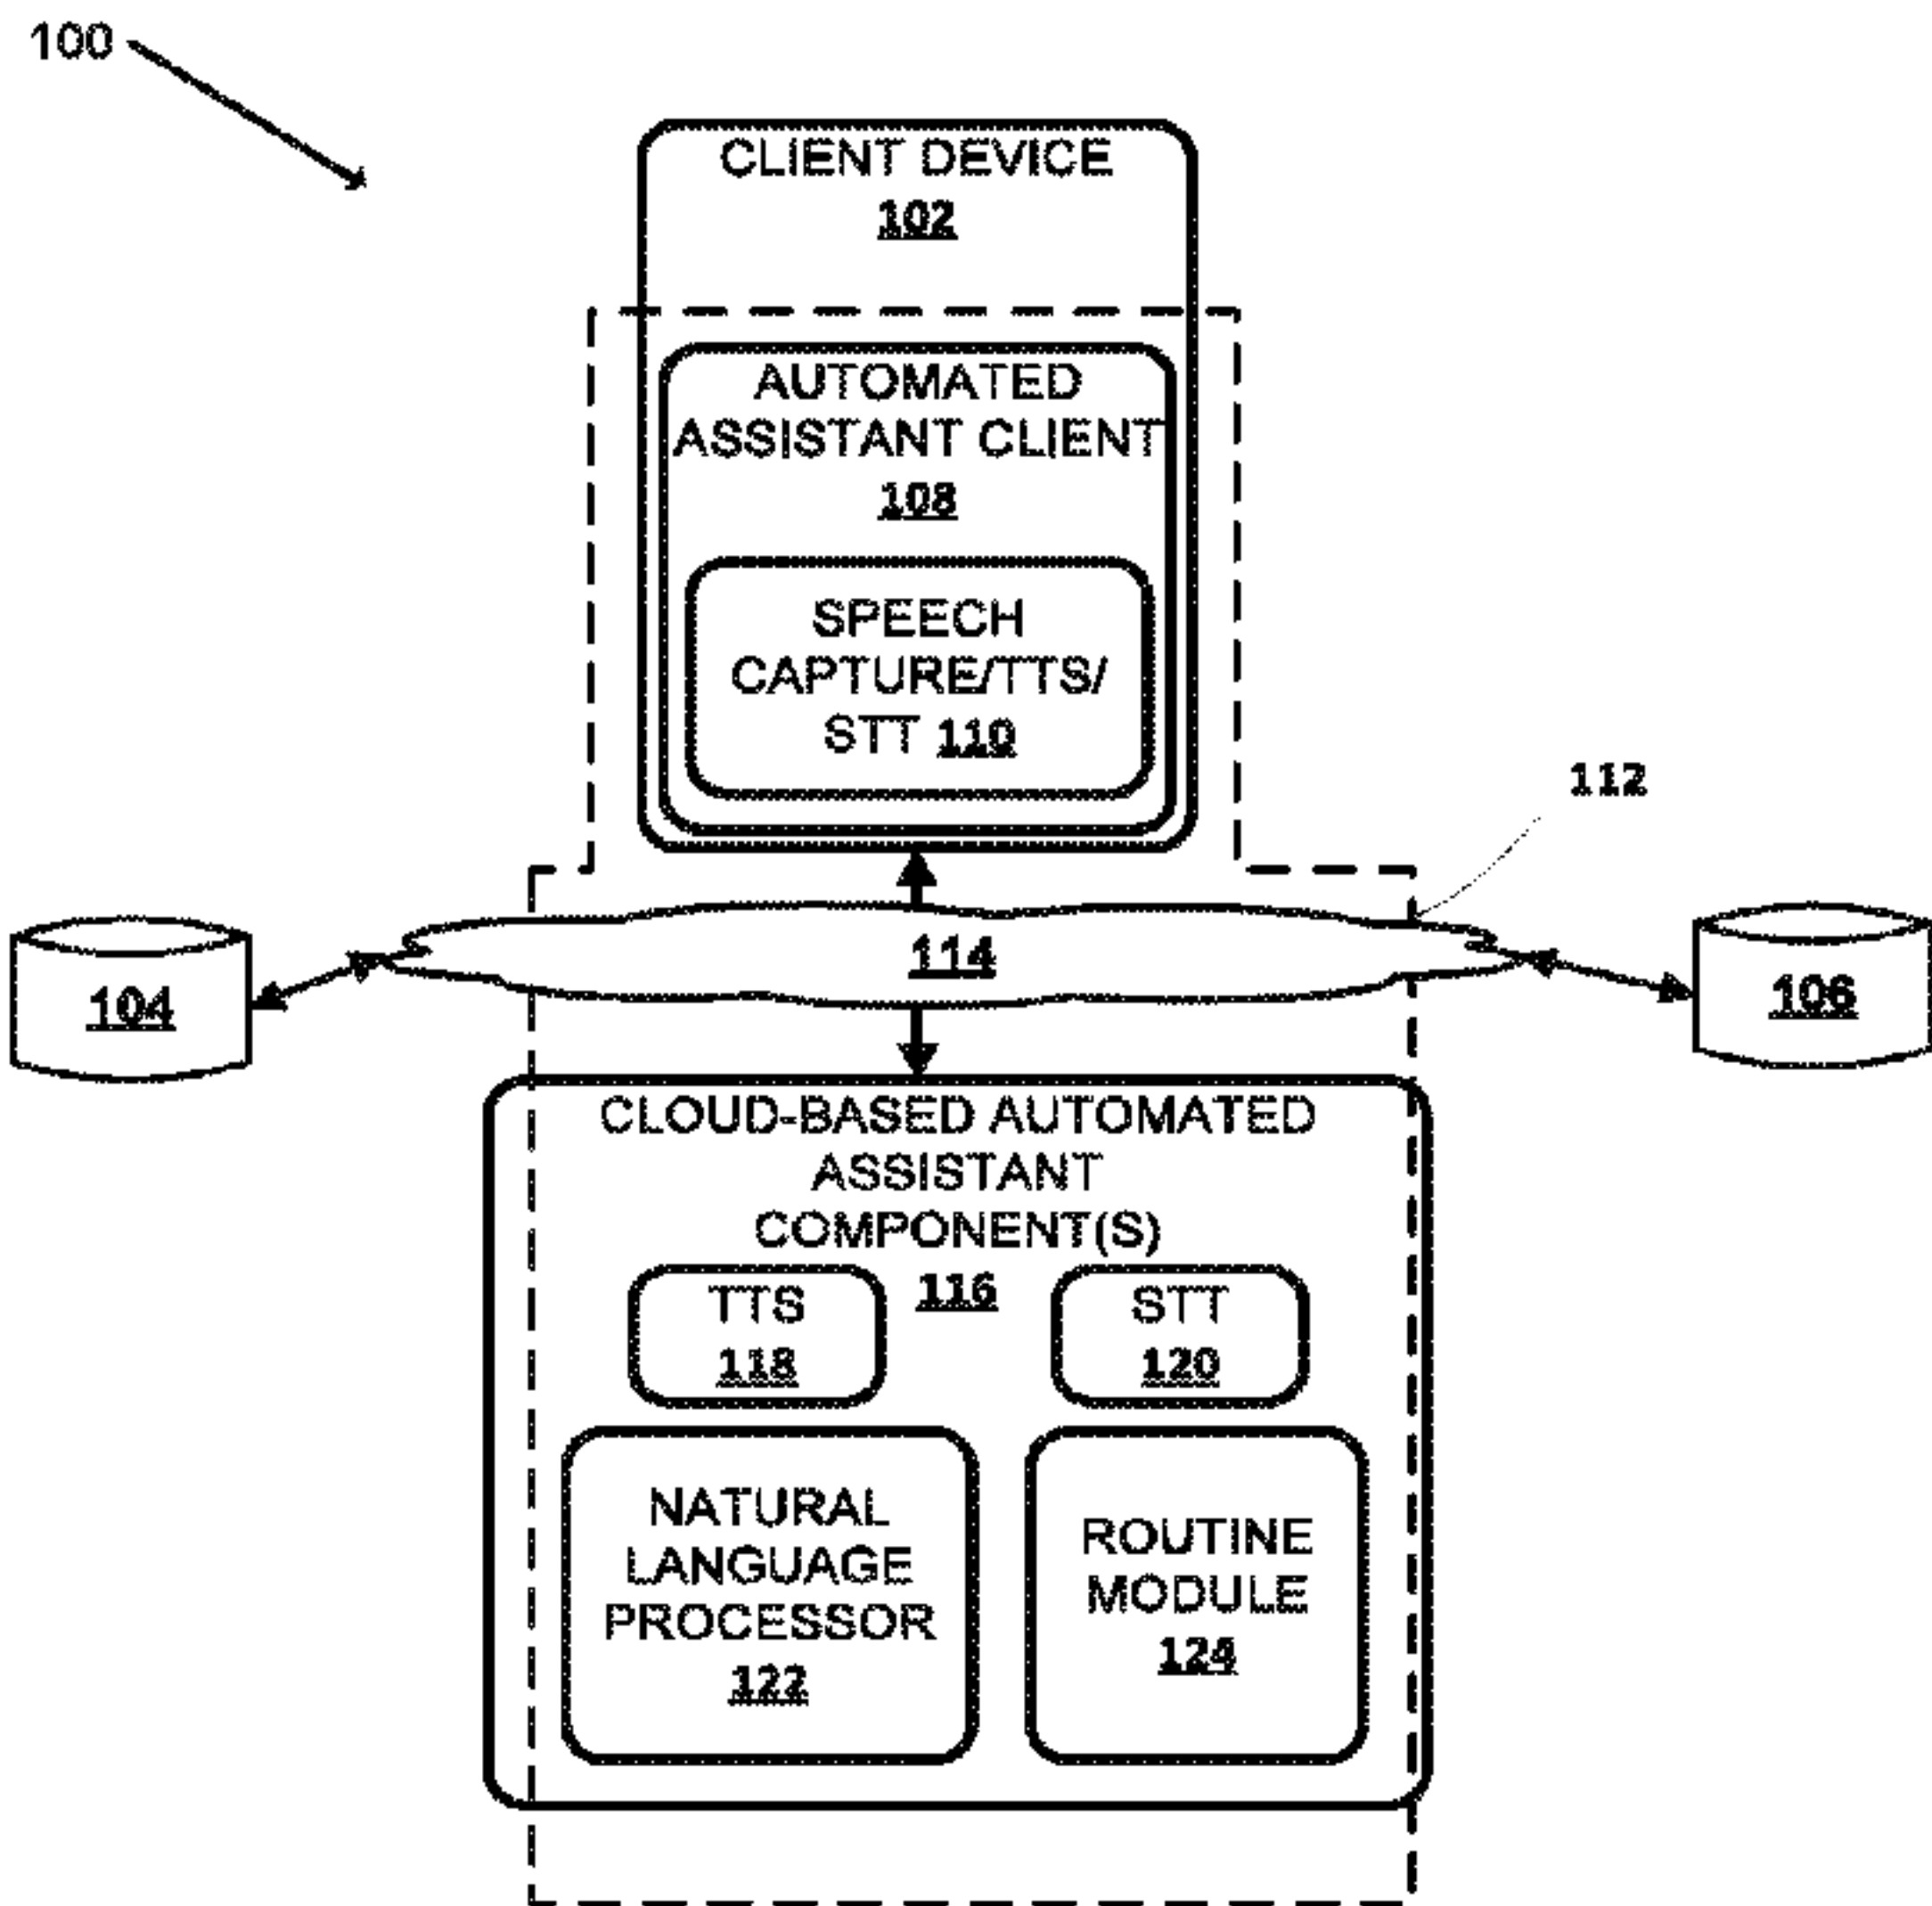 100
CLIENT DEVICE
102
AUTOMATED
ASSISTANT CLIENT
108
SPEECH
CAPTURE/TTS/
STT 110
112
114
104
106
CLOUD-BASED AUTOMATED
ASSISTANT
COMPONENT(S)
116
TTS
118
STT
120
NATURAL
LANGUAGE
PROCESSOR
122
ROUTINE
MODULE
124